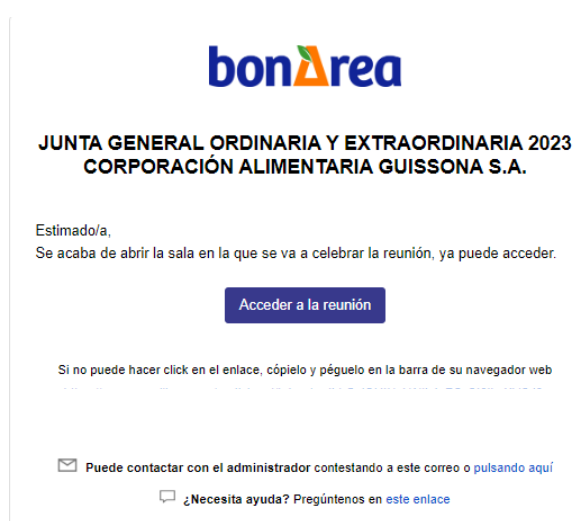 bonÀrea
JUNTA GENERAL ORDINARIA Y EXTRAORDINARIA 2023
CORPORACIÓN ALIMENTARIA GUISSONA S.A.
Estimado/a,
Se acaba de abrir la sala en la que se va a celebrar la reunión, ya puede acceder.
Acceder a la reunión
Si no puede hacer click en el enlace, cópielo y péguelo en la barra de su navegador web
Puede contactar con el administrador contestando a este correo o pulsando aquí
¿Necesita ayuda? Pregúntenos en este enlace